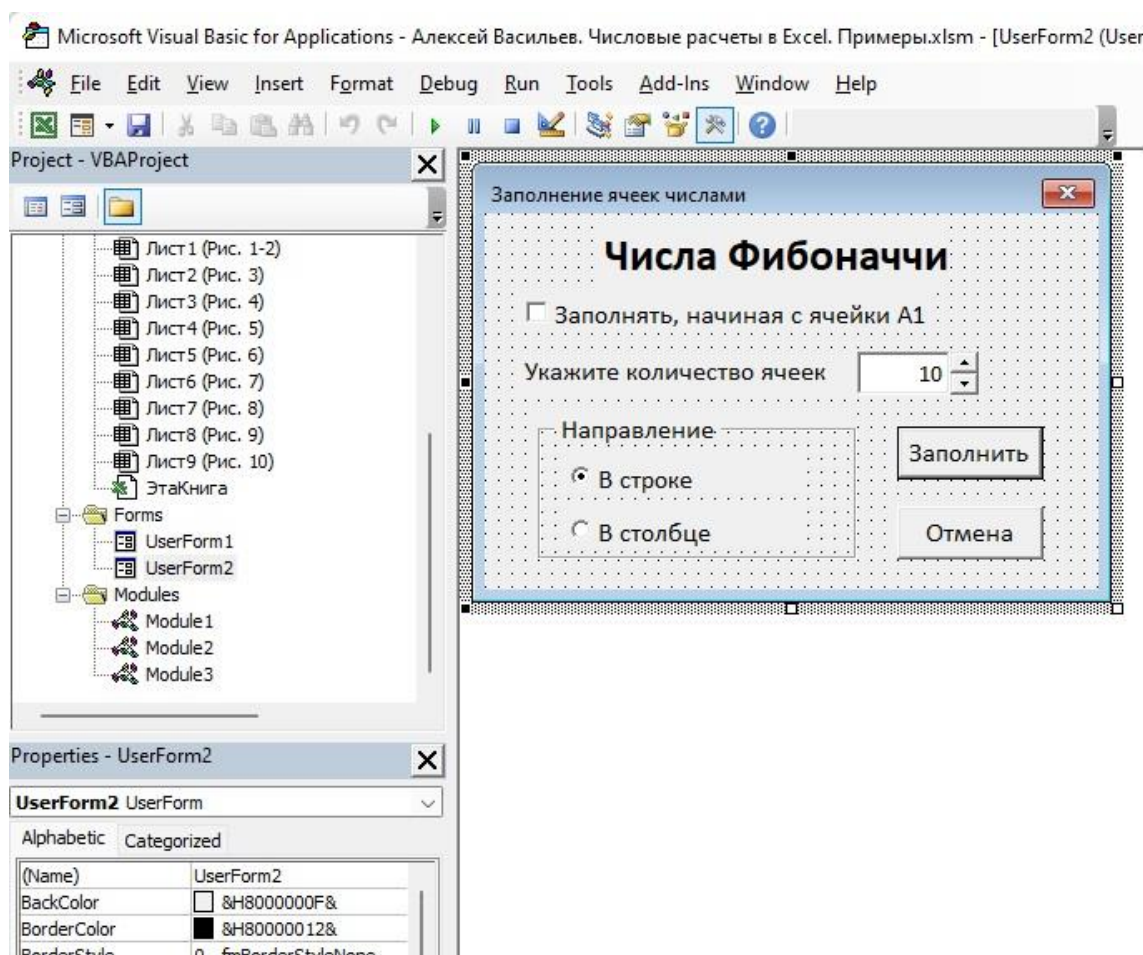 Microsoft Visual Basic for Applications - Алексей Васильев. Числовые расчеты в Excel. Примеры.xlsm - [UserForm2 (User
File Edit View Insert Format Debug Run Tools Add-Ins Window Help
Project - VBAProject
Лист1 (Рис. 1-2)
Лист2 (Рис. 3)
Лист3 (Рис. 4)
Лист4 (Рис. 5)
Лист5 (Рис. 6)
Лист6 (Рис. 7)
Лист7 (Рис. 8)
Лист8 (Рис. 9)
Лист9 (Рис. 10)
ЭтаКнига
Forms
UserForm1
UserForm2
Modules
Module1
Module2
Module3
Properties - UserForm2
UserForm2 UserForm
Alphabetic Categorized
(Name) UserForm2
BackColor &H8000000F&
BorderColor &H80000012&
BorderStyle 0 - fmBorderStyleNone
Заполнение ячеек числами
Числа Фибоначчи
Заполнять, начиная с ячейки A1
Укажите количество ячеек 10
Направление
В строке
В столбце
Заполнить
Отмена